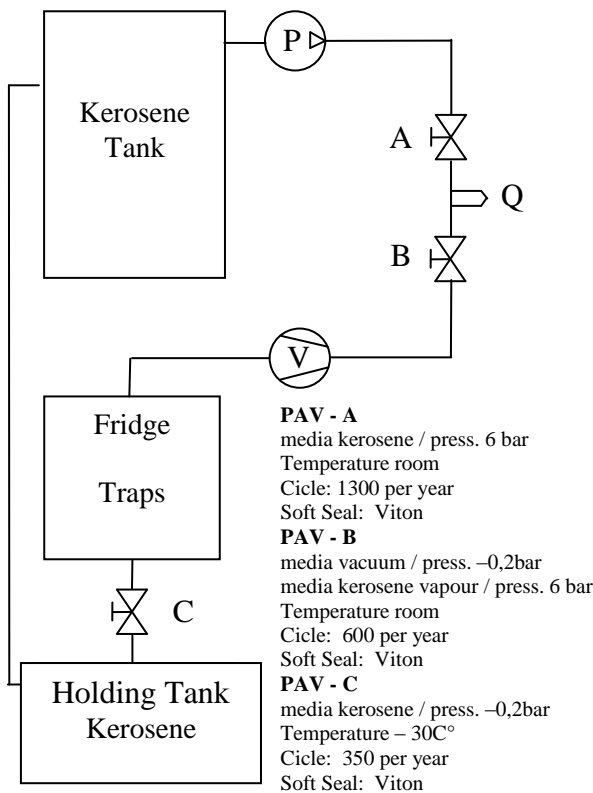 P
Kerosene
Tank
A
Q
B
V
Fridge
Traps
C
Holding Tank
Kerosene
PAV - A
media kerosene / press. 6 bar
Temperature room
Cicle: 1300 per year
Soft Seal:  Viton
PAV - B
media vacuum / press. –0,2bar
media kerosene vapour / press. 6 bar
Temperature room
Cicle:  600 per year
Soft Seal:  Viton
PAV - C
media kerosene / press. –0,2bar
Temperature – 30C°
Cicle:  350 per year
Soft Seal:  Viton